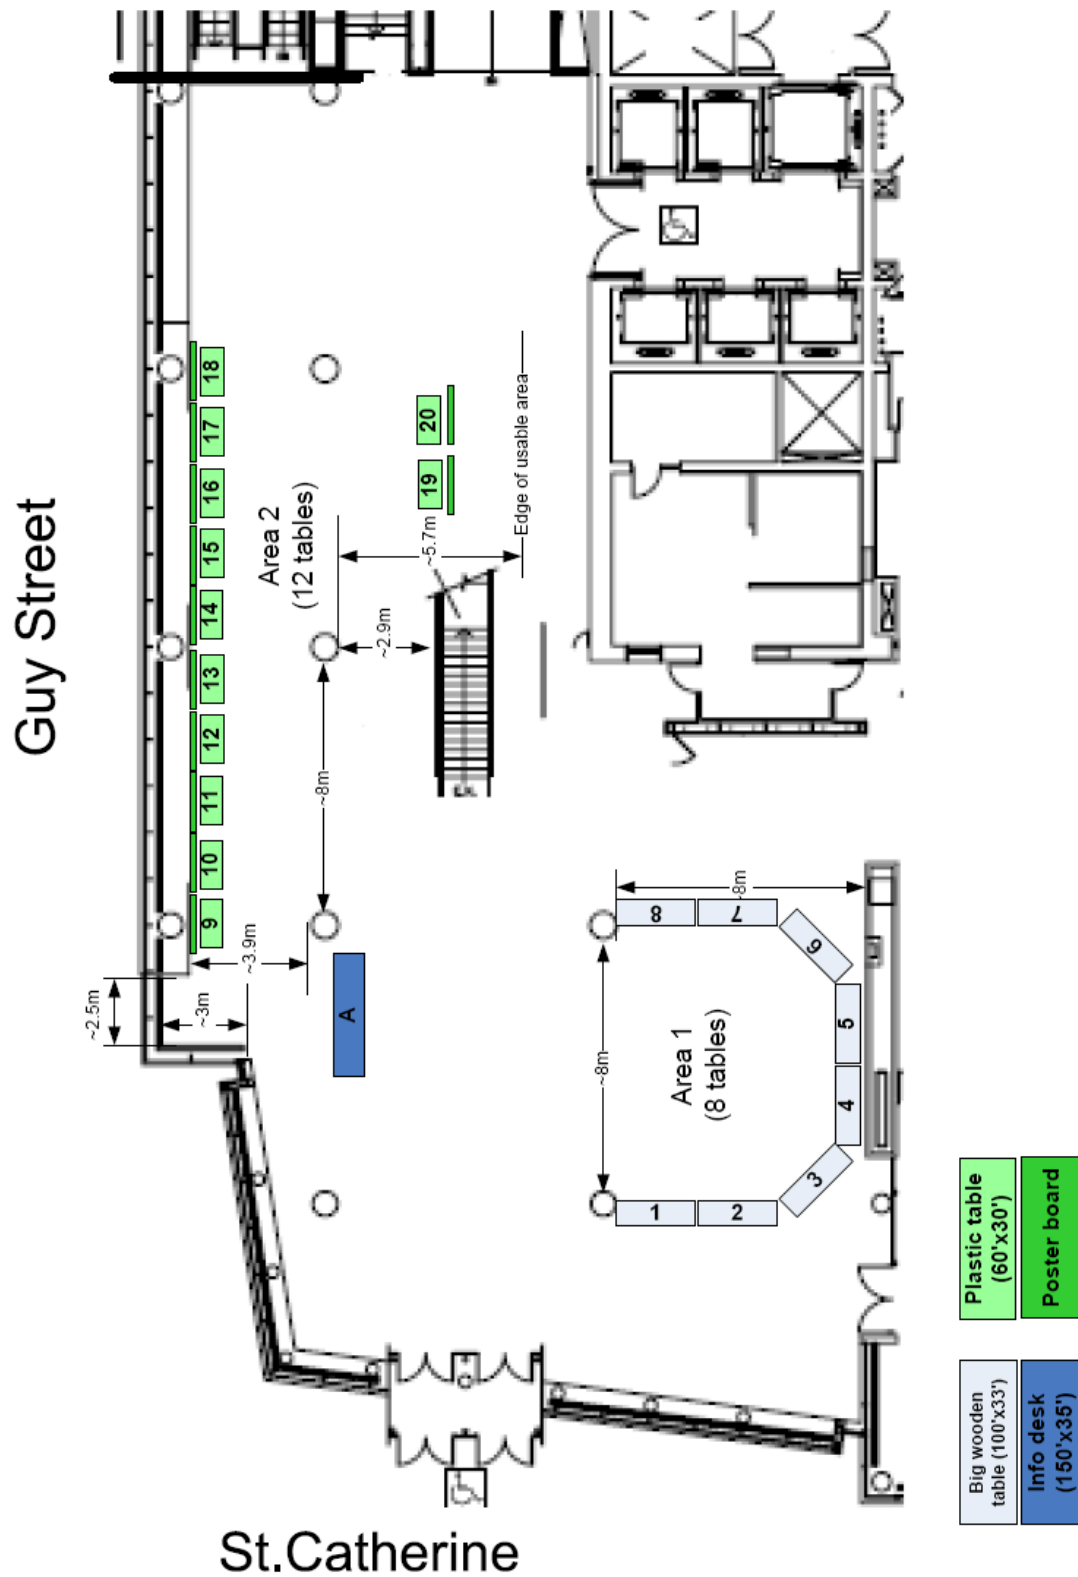 Guy Street
18
17
16
15
14
13
12
11
10
9
20
19
Area 2
(12 tables)
Edge of usable area
~5.7m
~2.9m
~8m
~3.9m
~2.5m
~3m
A
~8m
8
7
6
5
4
3
2
1
~8m
Area 1
(8 tables)
Plastic table
(60'x30')
Poster board
Big wooden
table (100'x33')
Info desk
(150'x35')
St.Catherine